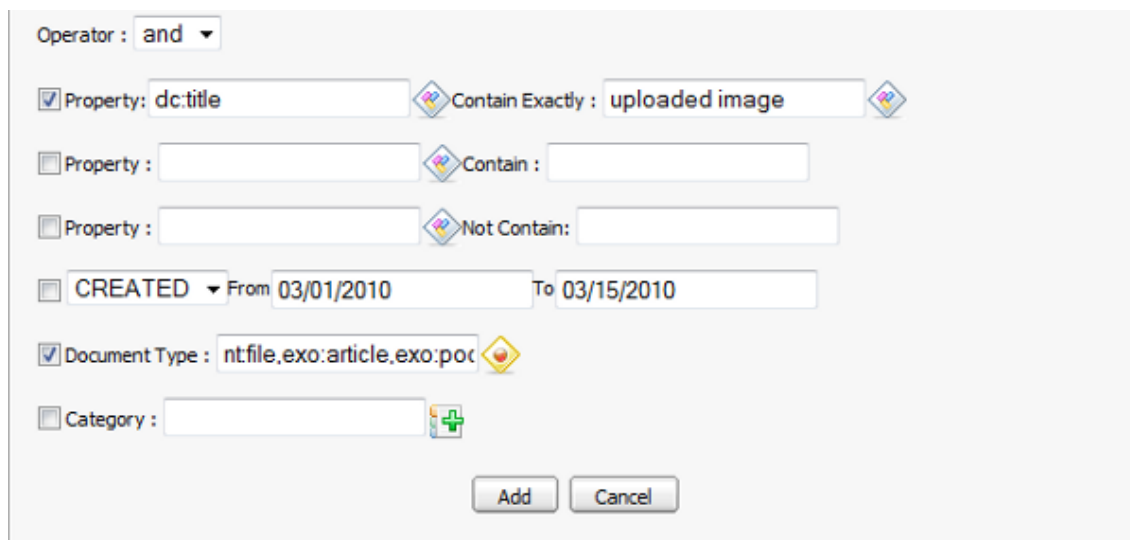 Operator : and
Property: dc:title Contain Exactly : uploaded image
Property : Contain :
Property : Not Contain:
CREATED From 03/01/2010 To 03/15/2010
Document Type : nt:file,exo:article,exo:poc
Category :
Add Cancel